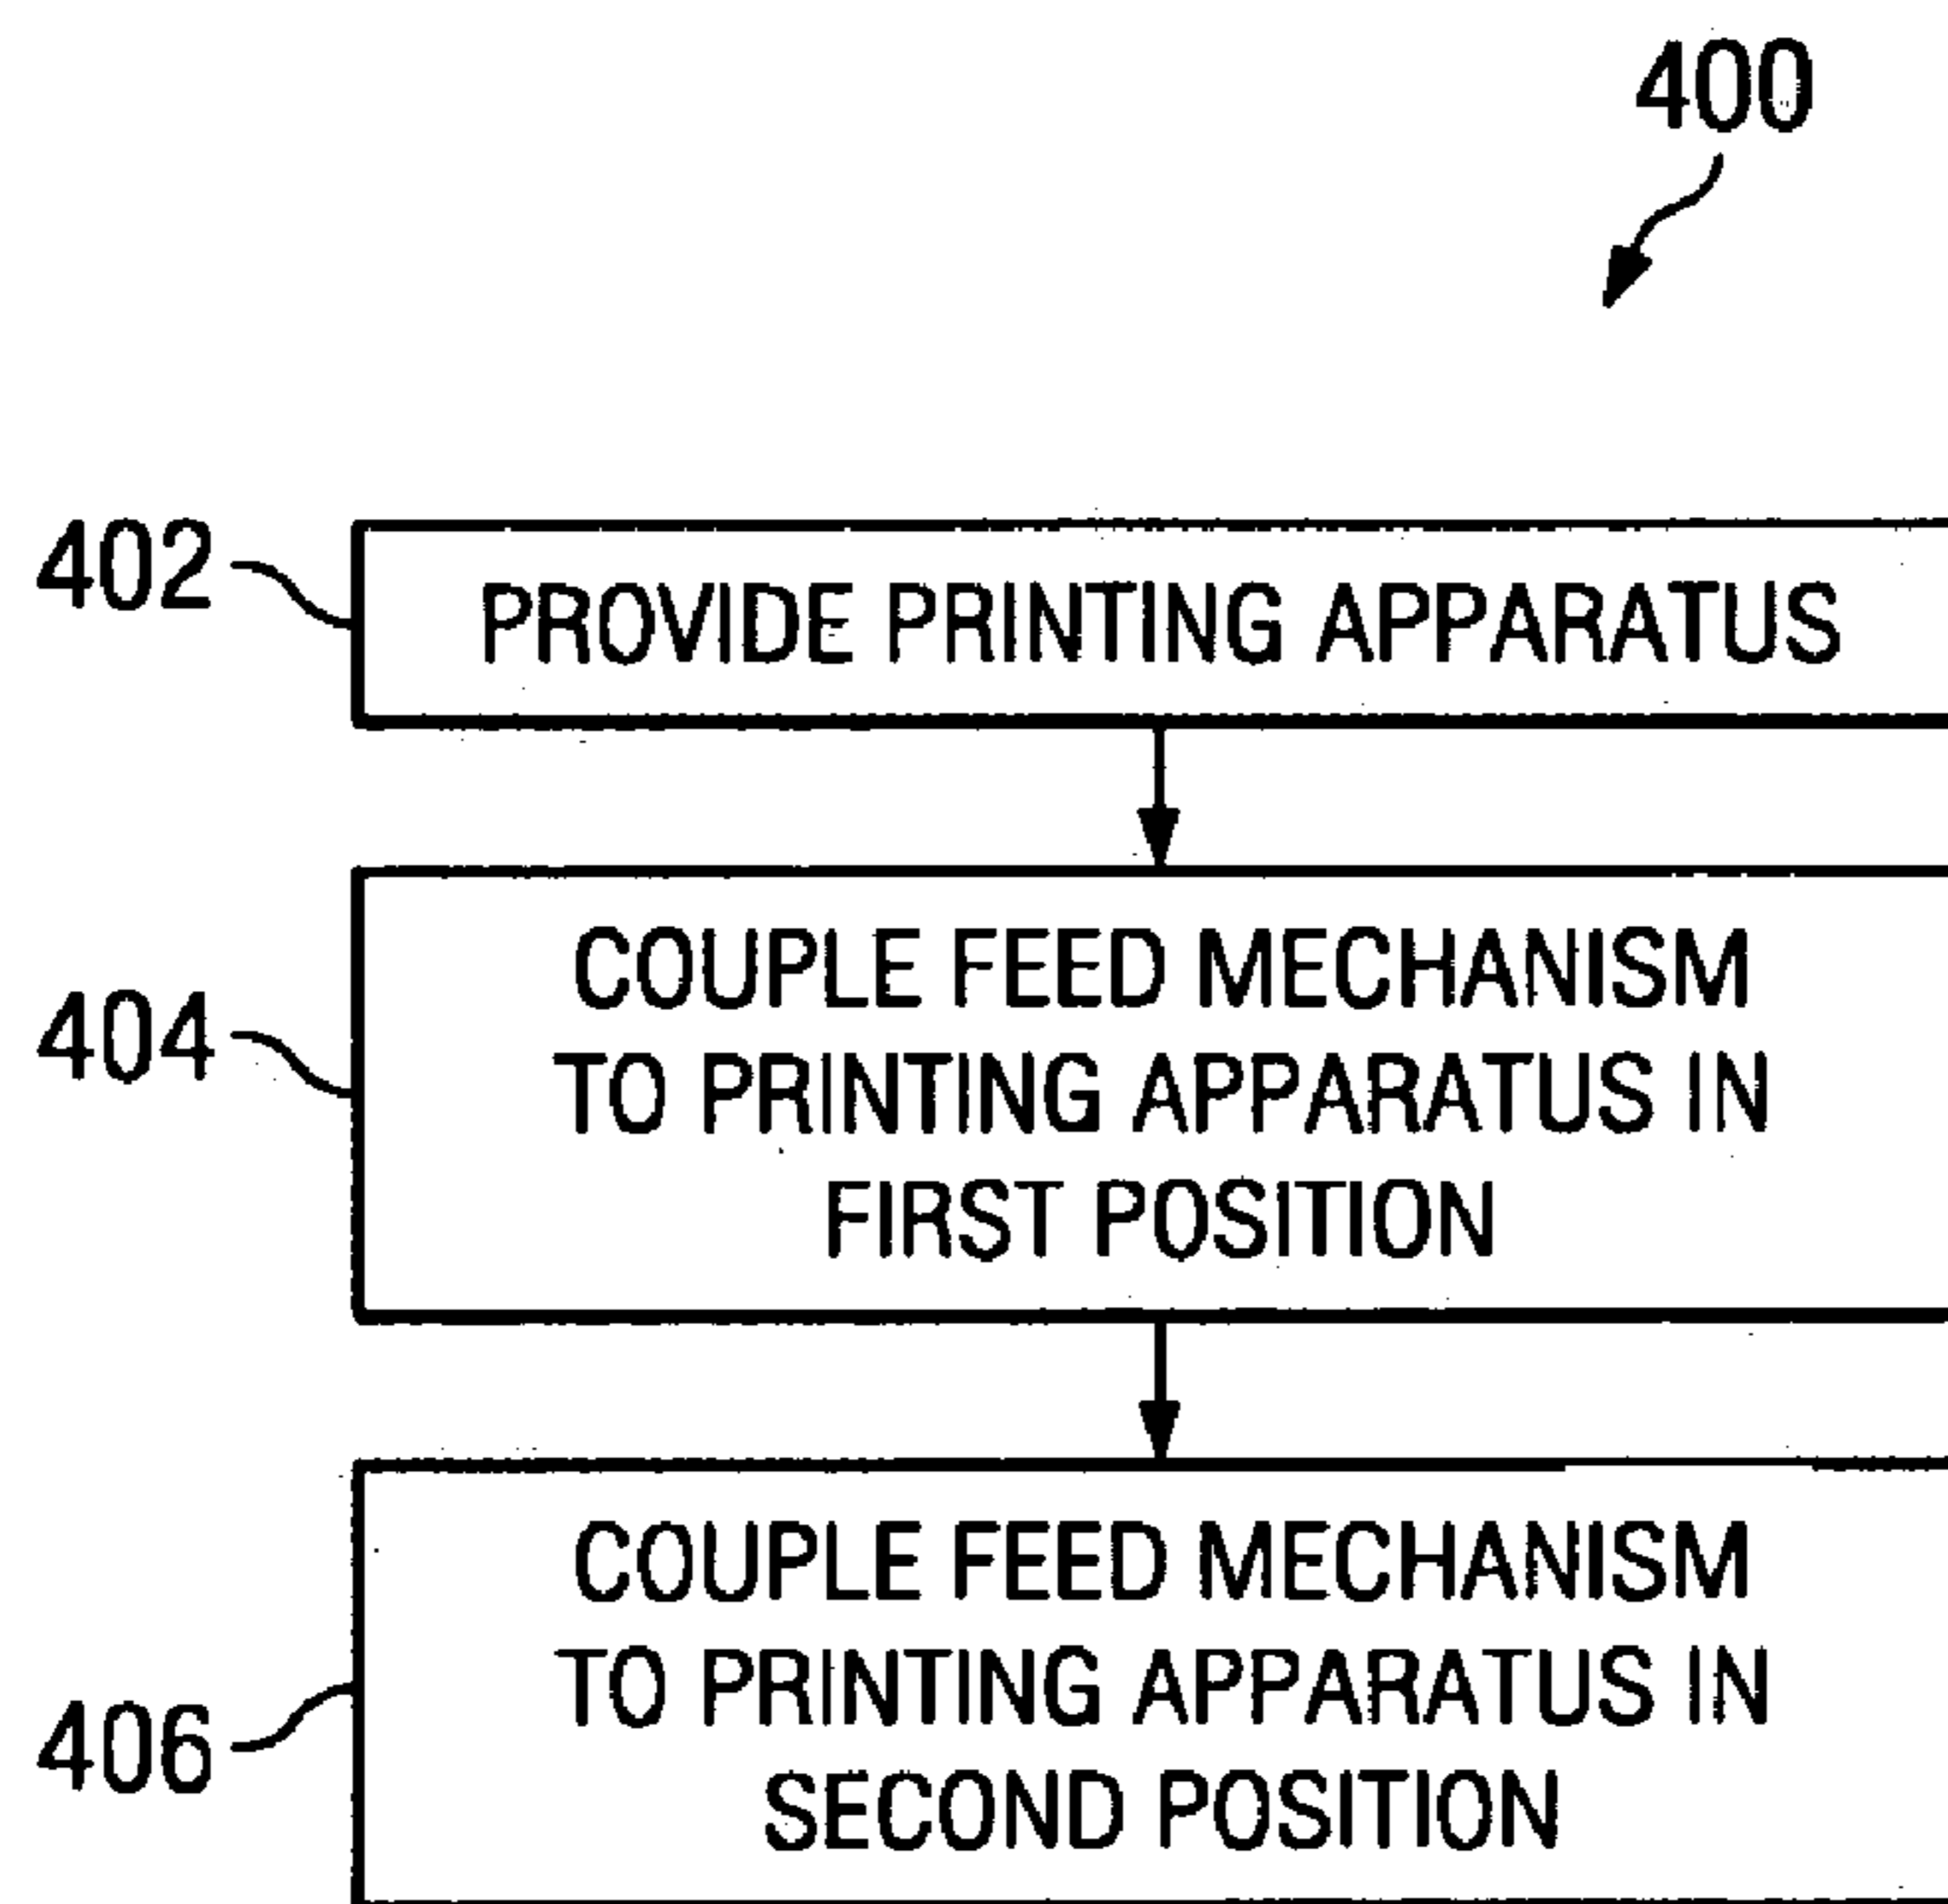 400
402
PROVIDE PRINTING APPARATUS
404
COUPLE FEED MECHANISM
TO PRINTING APPARATUS IN
FIRST POSITION
406
COUPLE FEED MECHANISM
TO PRINTING APPARATUS IN
SECOND POSITION